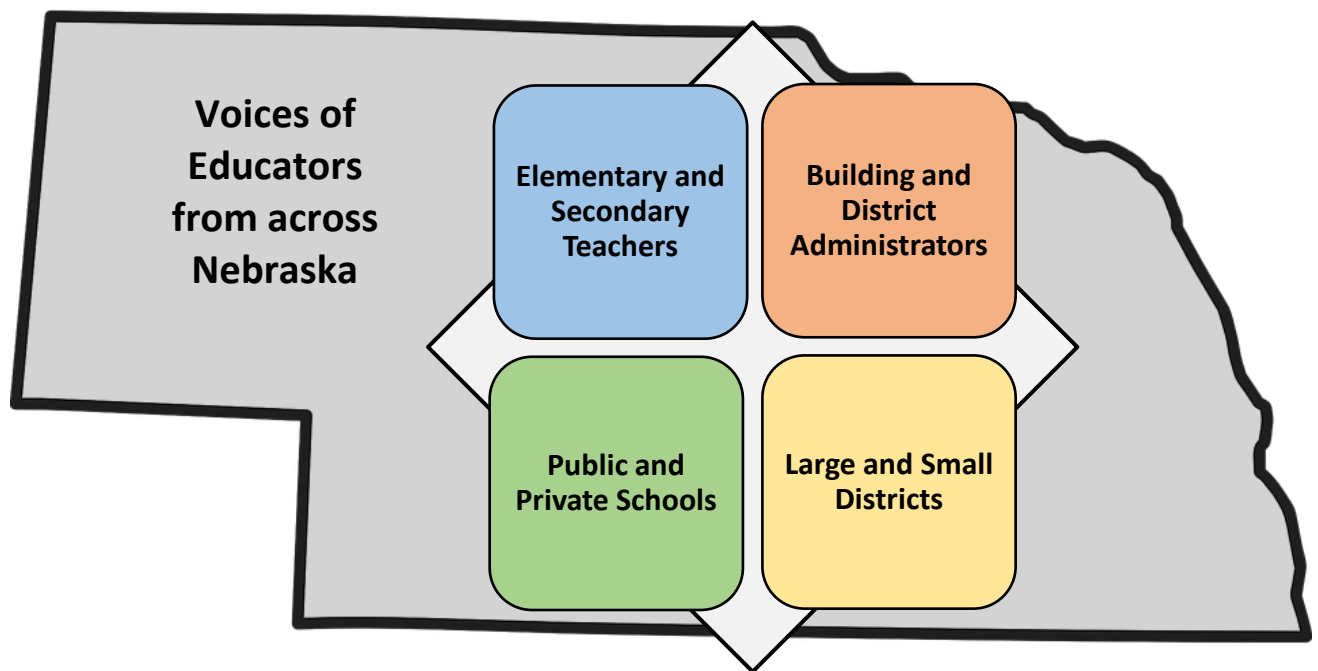 Voices of
Educators
from across
Nebraska
Elementary and
Secondary
Teachers
Building and
District
Administrators
Public and
Private Schools
Large and Small
Districts